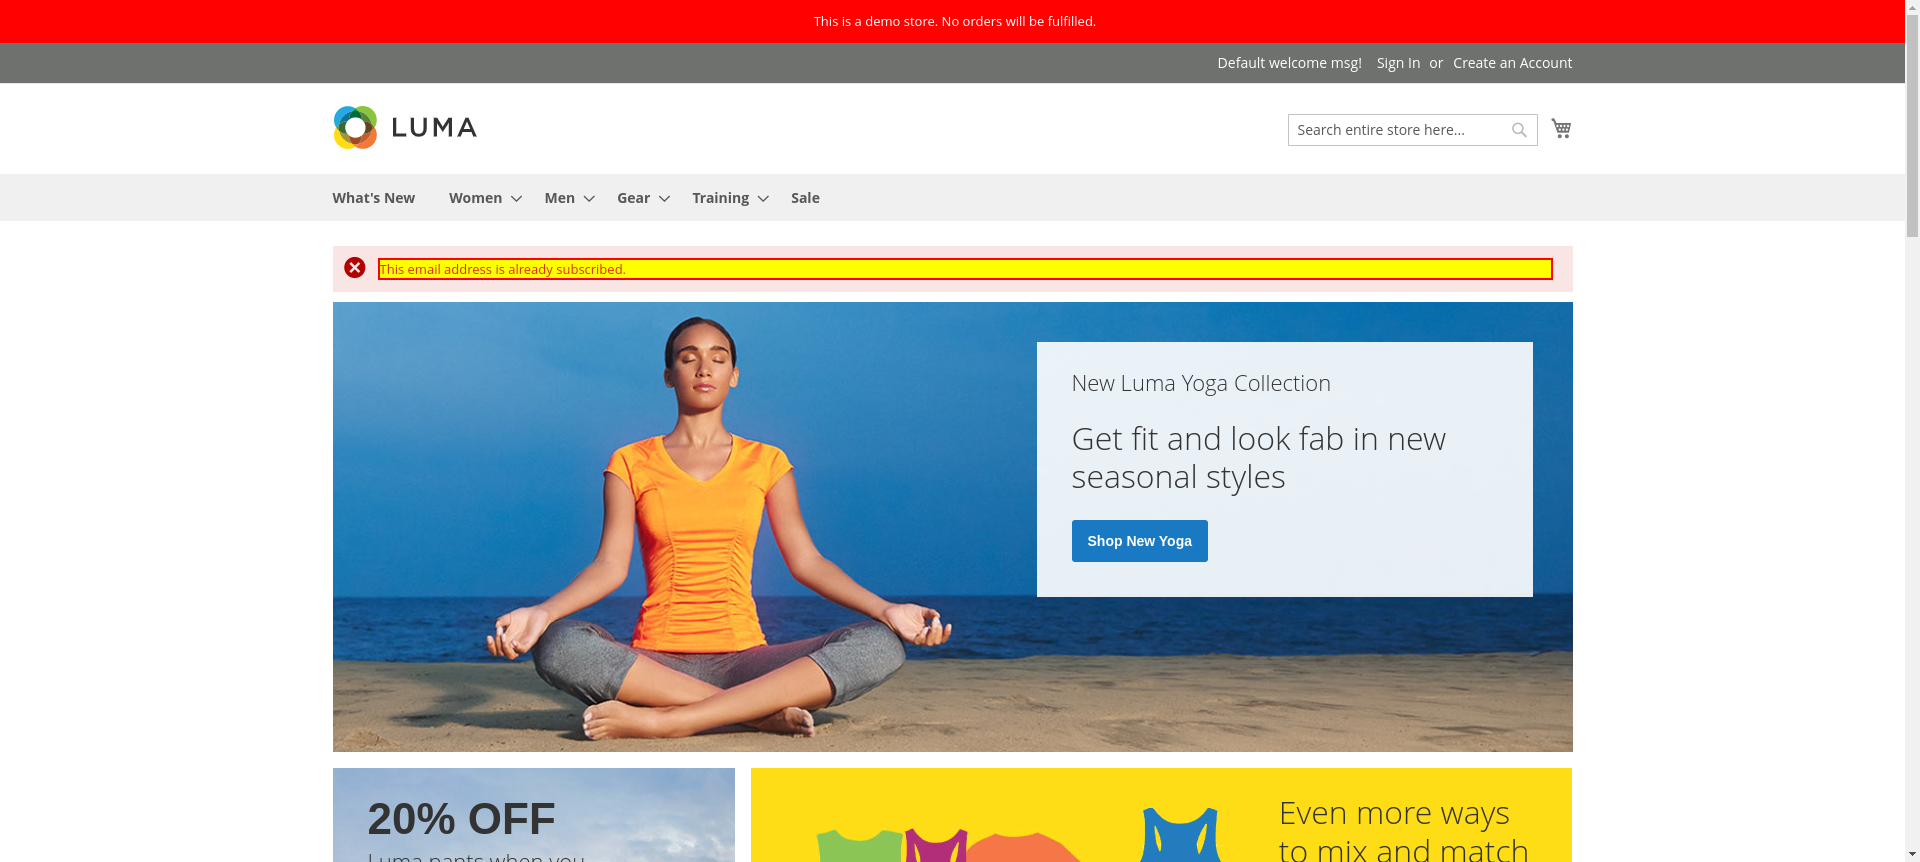 This is a demo store. No orders will be fulfilled.
Default welcome msg! Sign In or Create an Account
LUMA
Search entire store here...
What's New Women Men Gear Training Sale
This email address is already subscribed.
New Luma Yoga Collection
Get fit and look fab in new
seasonal styles
Shop New Yoga
20% OFF
Luma pants when you
Even more ways
to mix and match